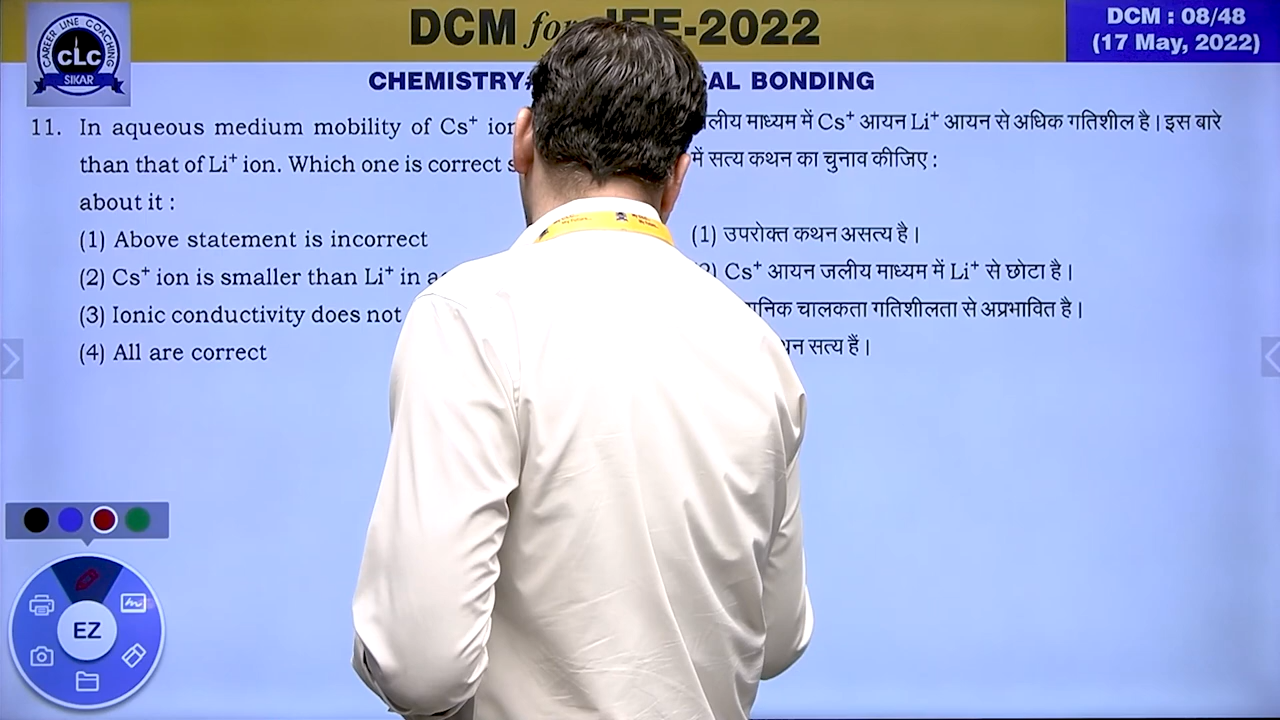 DCM for JEE-2022
DCM : 08/48
(17 May, 2022)
CAREER LINE COACHING
CLC
SIKAR
CHEMISTRY BONDING
11. In aqueous medium mobility of Cs⁺
than that of Li⁺ ion. Which one is correct
about it :
(1) Above statement is incorrect
(2) Cs⁺ ion is smaller than Li⁺ in
(3) Ionic conductivity does not
(4) All are correct
माध्यम में Cs⁺ आयन Li⁺ आयन से अधिक गतिशील है। इस बारे
में सत्य कथन का चुनाव कीजिए :
(1) उपरोक्त कथन असत्य है।
Cs⁺ आयन जलीय माध्यम में Li⁺ से छोटा है।
चालकता गतिशीलता से अप्रभावित है।
सत्य हैं।
EZ